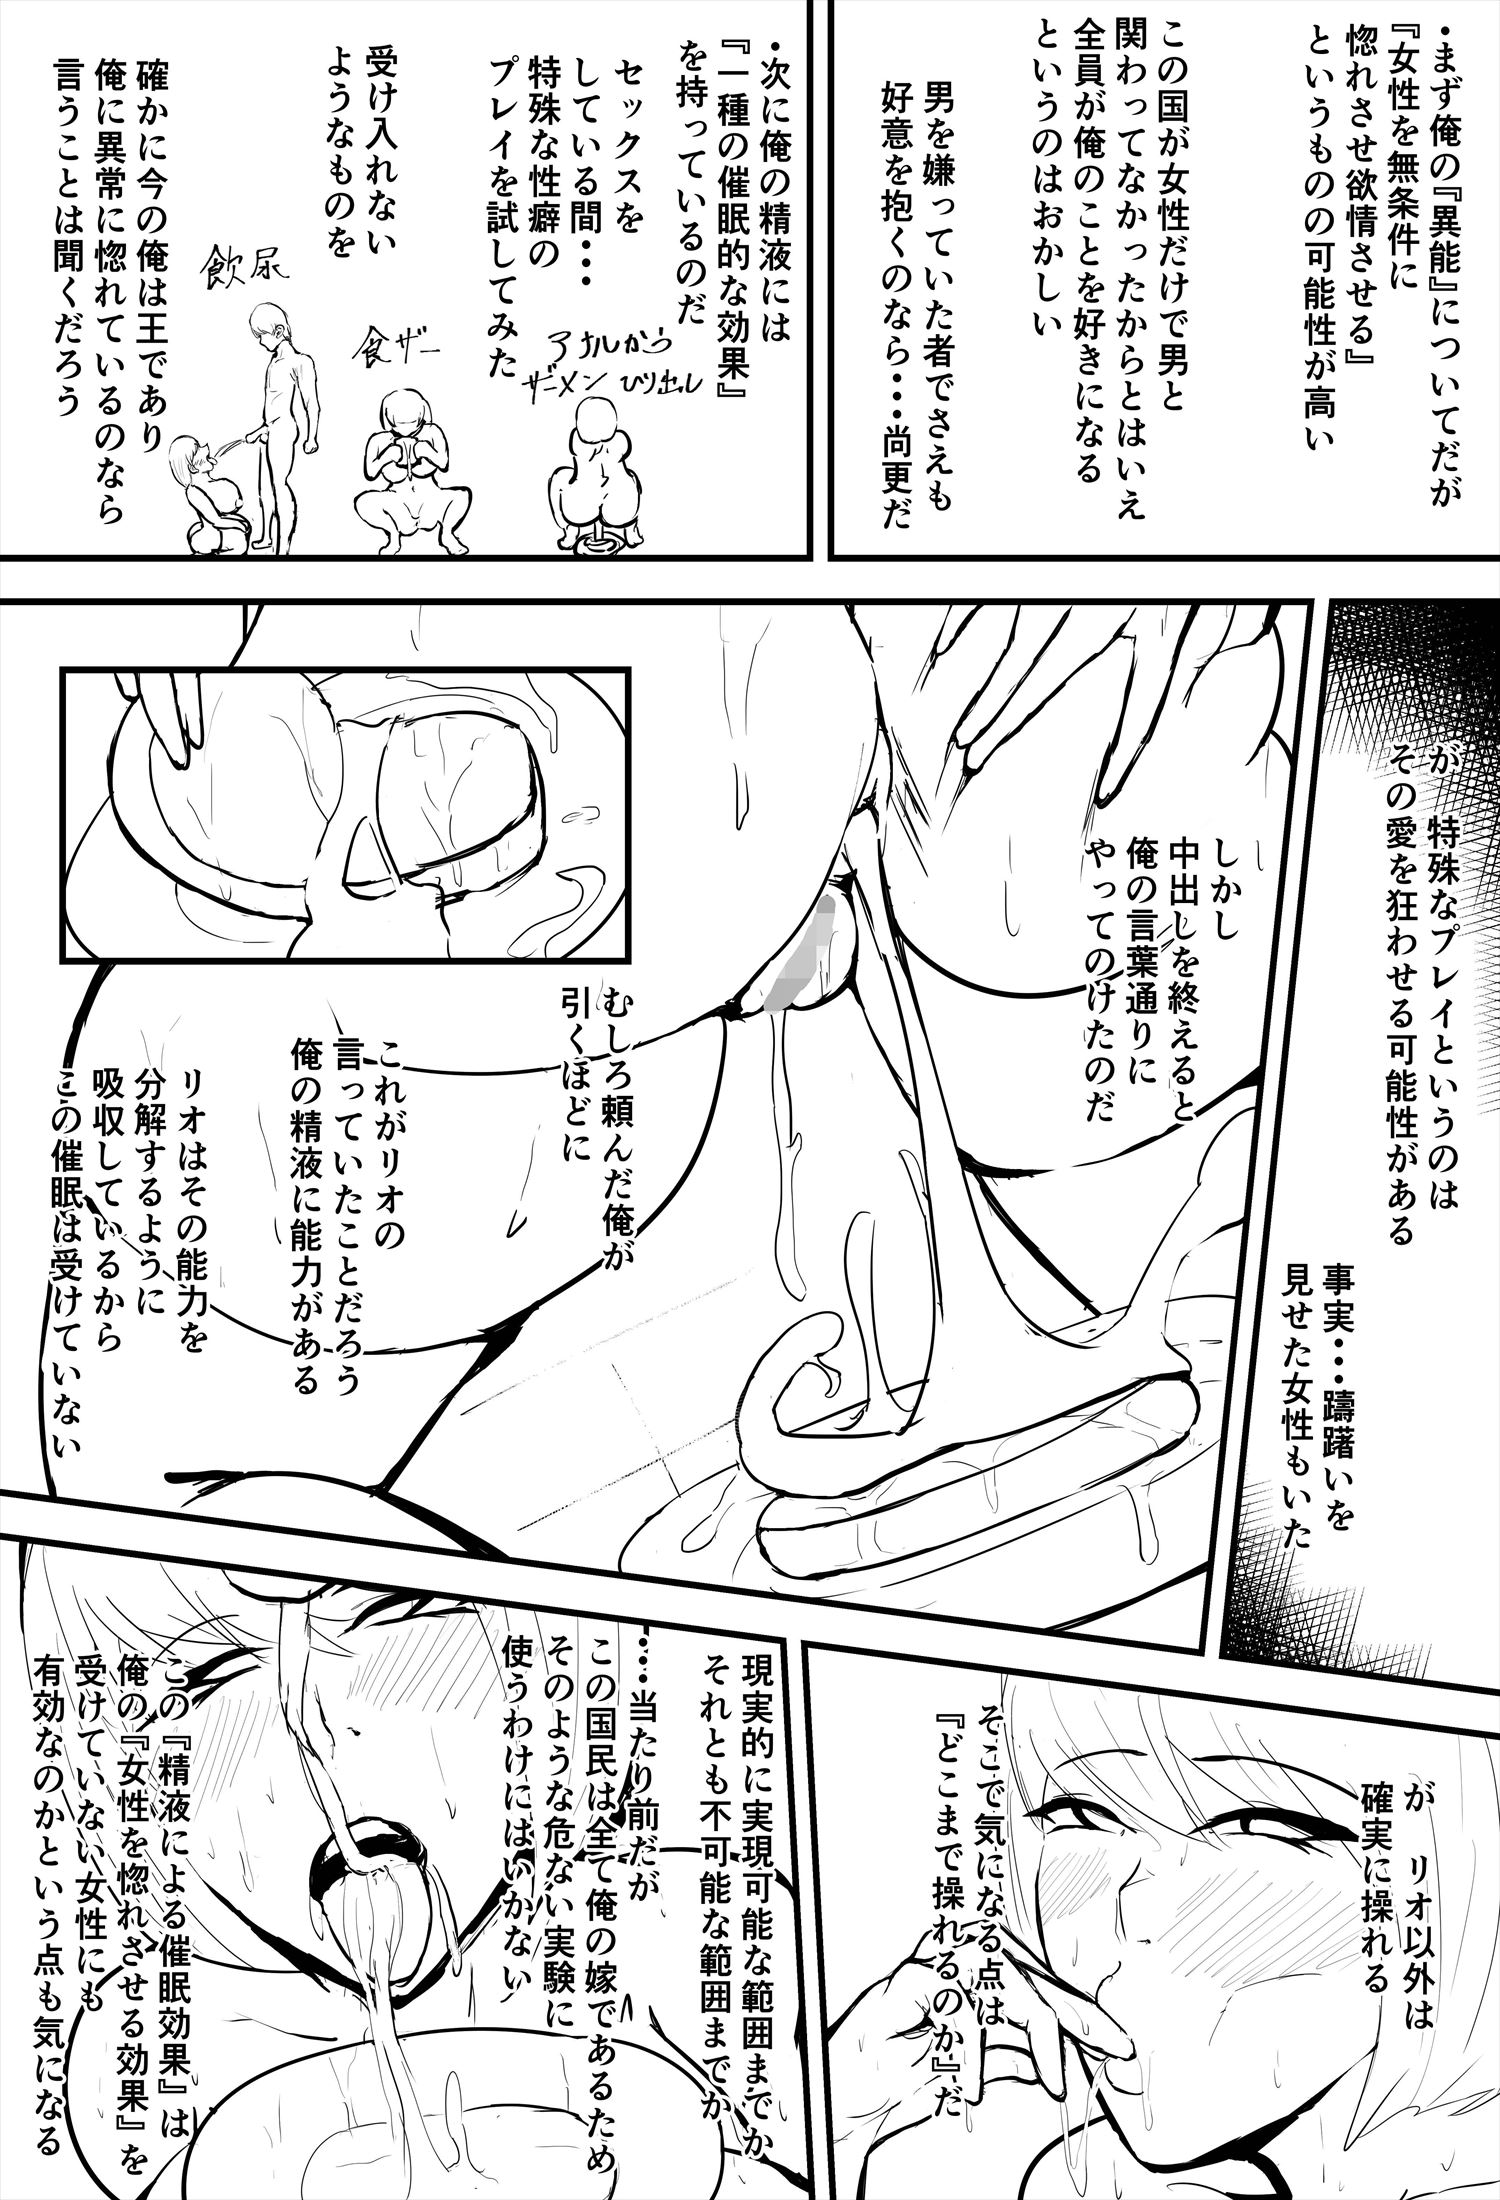 ・まず俺の『異能』についてだが
『女性を無条件に
惚れさせ欲情させる』
というものの可能性が高い
この国が女性だけで男と
関わってなかったからとはいえ
全員が俺のことを好きになる
というのはおかしい
男を嫌っていた者でさえも
好意を抱くのなら・・・尚更だ
・次に俺の精液には
『一種の催眠的な効果』
を持っているのだ
セックスを
している間・・・
特殊な性癖の
プレイを試してみた
アナルから
ザーメンひり出し
食ザー
飲尿
受け入れない
ようなものを
確かに今の俺は王であり
俺に異常に惚れているのなら
言うことは聞くだろう
が　特殊なプレイというのは
その愛を狂わせる可能性がある
事実・・・躊躇いを
見せた女性もいた
しかし
中出しを終えると
俺の言葉通りに
やってのけたのだ
むしろ頼んだ俺が
引くほどに
これがリオの
言っていたことだろう
俺の精液に能力がある
リオはその能力を
分解するように
吸収しているから
この催眠は受けていない
が　リオ以外は
確実に操れる
そこで気になる点は
『どこまで操れるのか』だ
現実的に実現可能な範囲までか
それとも不可能な範囲までか
・・・当たり前だが
この国民は全て俺の嫁であるため
そのような危ない実験に
使うわけにはいかない
この『精液による催眠効果』は
俺の『女性を惚れさせる効果』を
受けていない女性にも
有効なのかという点も気になる